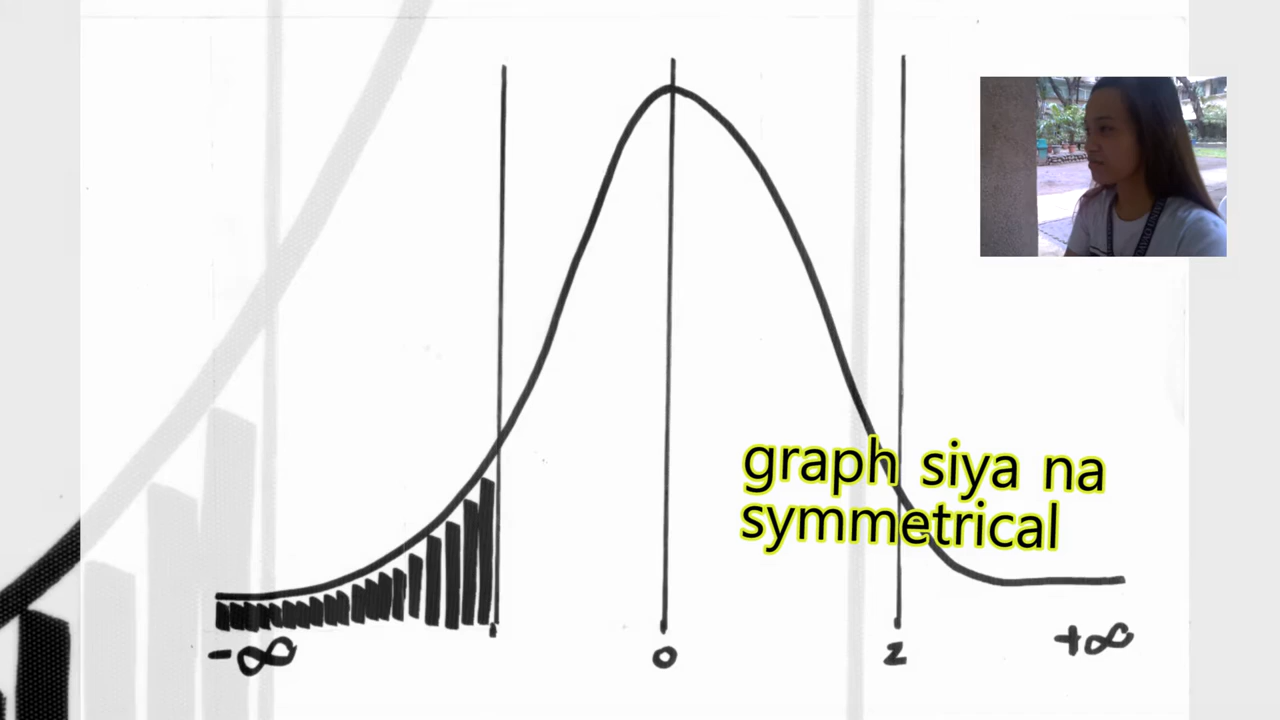 graph siya na
symmetrical
-∞
0
z
+∞